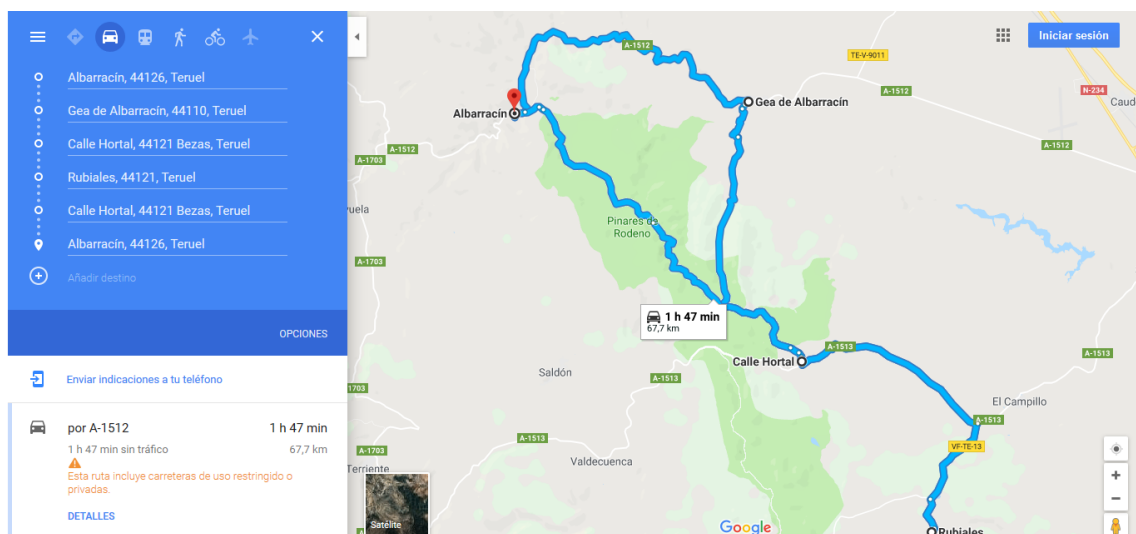 Albarracín, 44126, Teruel
Gea de Albarracín, 44110, Teruel
Calle Hortal, 44121 Bezas, Teruel
Rubiales, 44121, Teruel
Calle Hortal, 44121 Bezas, Teruel
Albarracín, 44126, Teruel
Añadir destino
OPCIONES
Enviar indicaciones a tu teléfono
por A-1512
1 h 47 min
1 h 47 min sin tráfico
67,7 km
Esta ruta incluye carreteras de uso restringido o
privadas.
DETALLES
Iniciar sesión
A-1512
TE-V-9011
A-1512
N-234
Caud
Gea de Albarracín
Albarracín
A-1512
A-1703
A-1512
yuela
Pinares de
Rodeno
A-1703
1 h 47 min
67,7 km
A-1513
A-1513
Calle Hortal
Saldón
A-1513
1703
El Campillo
A-1513
A-1513
VF-TE-13
A-1703
Valdecuenca
Terriente
Satélite
Google
Rubiales